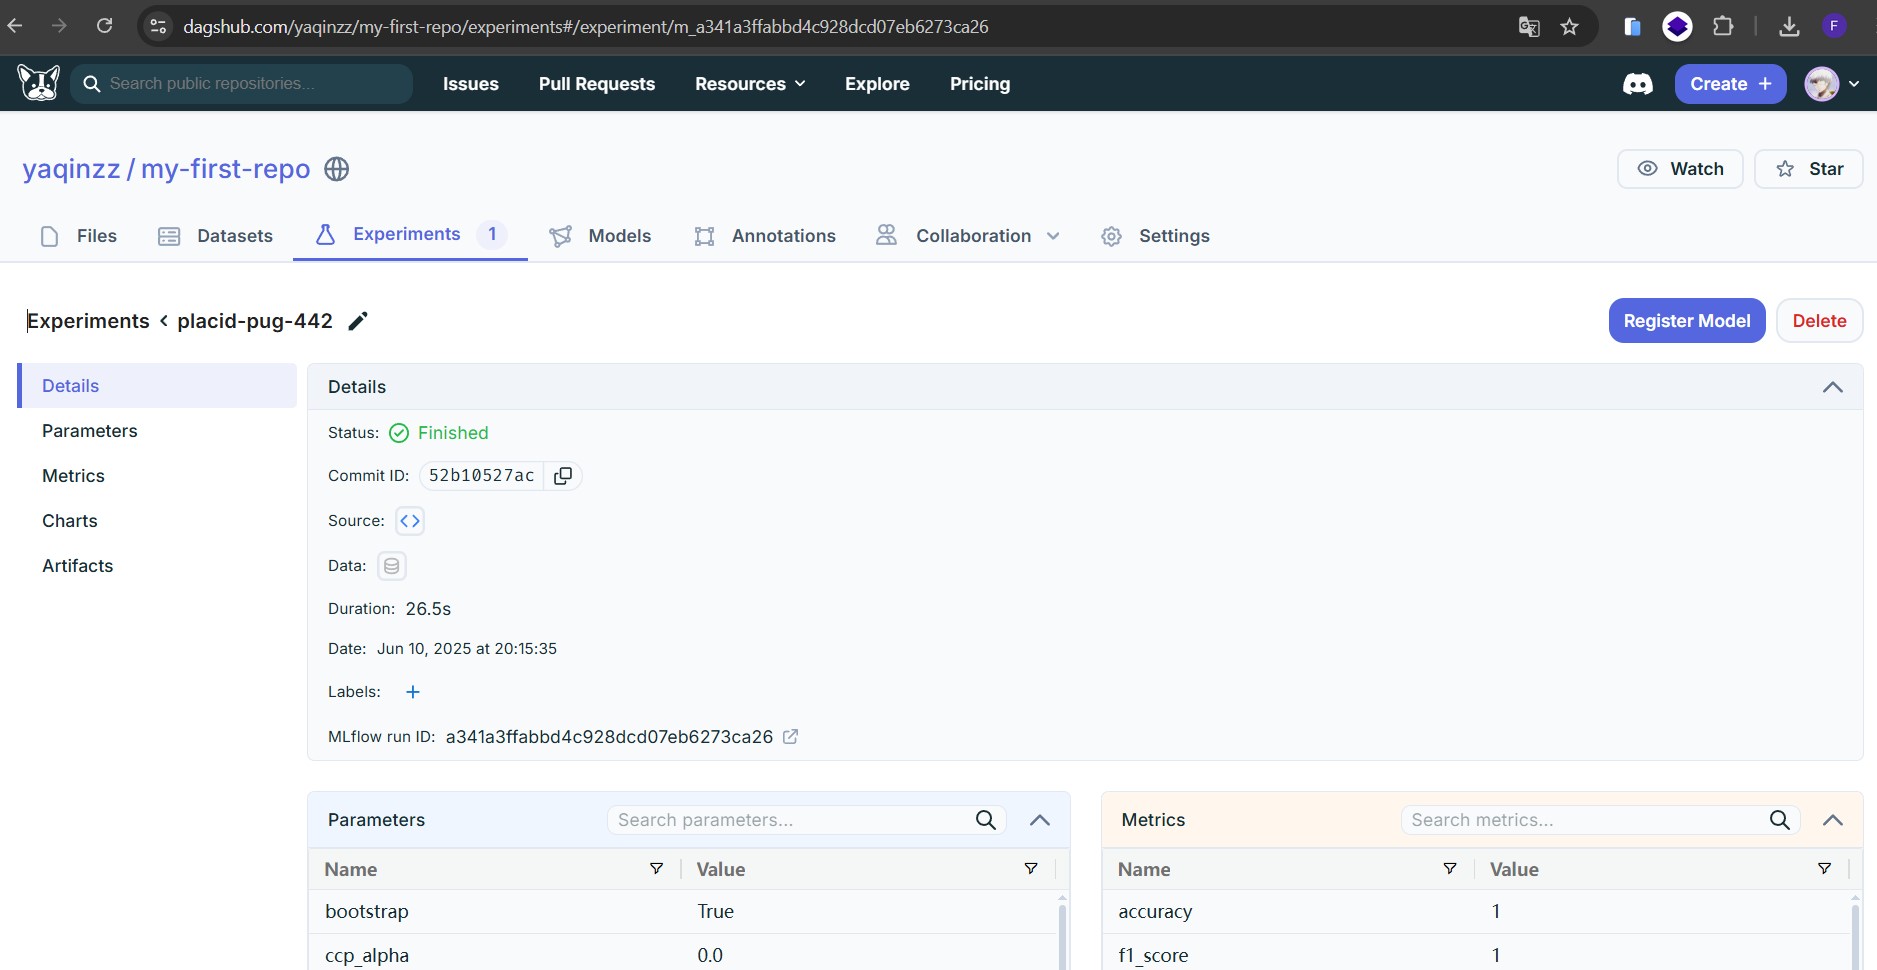 dagshub.com/yaqinzz/my-first-repo/experiments#/experiment/m_a341a3ffabbd4c928dcd07eb6273ca26
F
Search public repositories...
Issues
Pull Requests
Resources
Explore
Pricing
Create +
yaqinzz / my-first-repo
Watch
Star
Files
Datasets
Experiments 1
Models
Annotations
Collaboration
Settings
Experiments < placid-pug-442
Register Model
Delete
Details
Parameters
Metrics
Charts
Artifacts
Details
Status: Finished
Commit ID: 52b10527ac
Source:
Data:
Duration: 26.5s
Date: Jun 10, 2025 at 20:15:35
Labels: +
MLflow run ID: a341a3ffabbd4c928dcd07eb6273ca26
Parameters
Search parameters...
Name Value
bootstrap True
ccp_alpha 0.0
Metrics
Search metrics...
Name Value
accuracy 1
f1_score 1